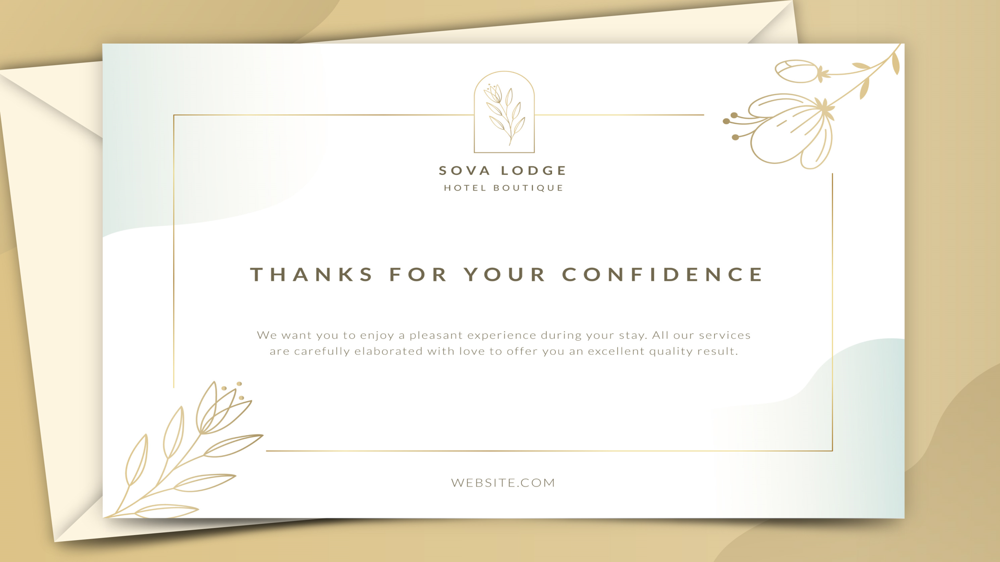 SOVA LODGE
HOTEL BOUTIQUE
THANKS FOR YOUR CONFIDENCE
We want you to enjoy a pleasant experience during your stay. All our services
are carefully elaborated with love to offer you an excellent quality result.
WEBSITE.COM